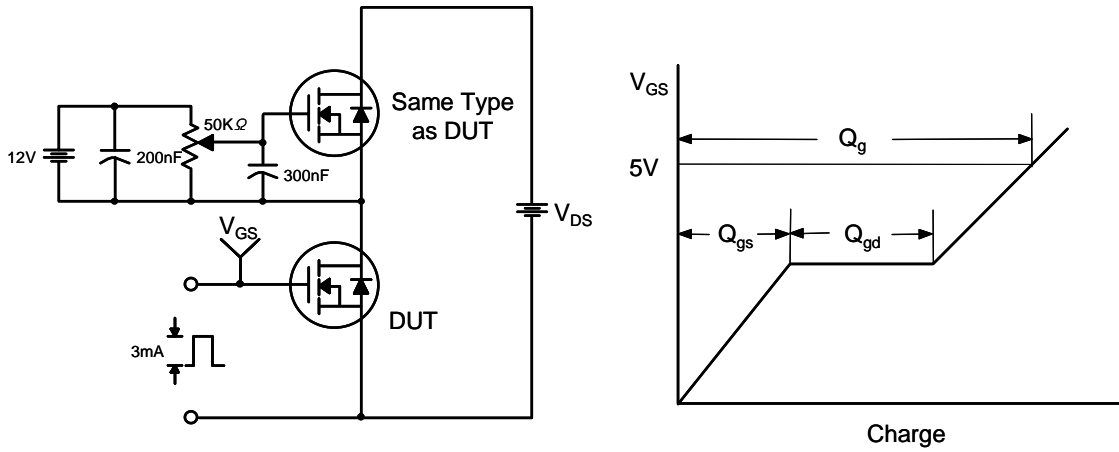 Same Type
as DUT
50KΩ
12V
200nF
300nF
V_GS
V_DS
DUT
3mA
V_GS
Q_g
5V
Q_gs
Q_gd
Charge